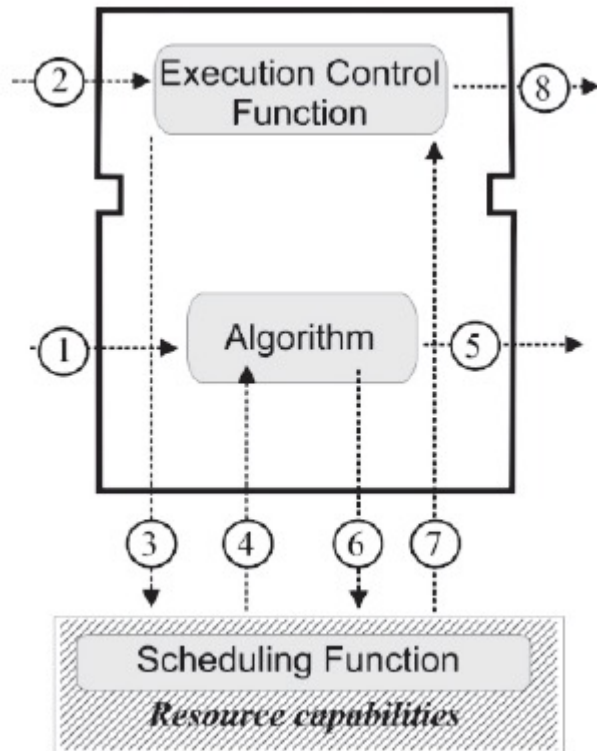 2
Execution Control
Function
8
1
Algorithm
5
3
4
6
7
Scheduling Function
Resource capabilities